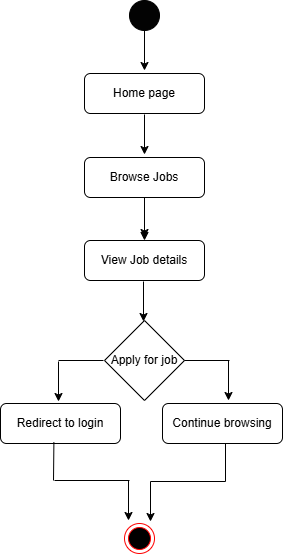 Home page
Browse Jobs
View Job details
Apply for job
Redirect to login
Continue browsing